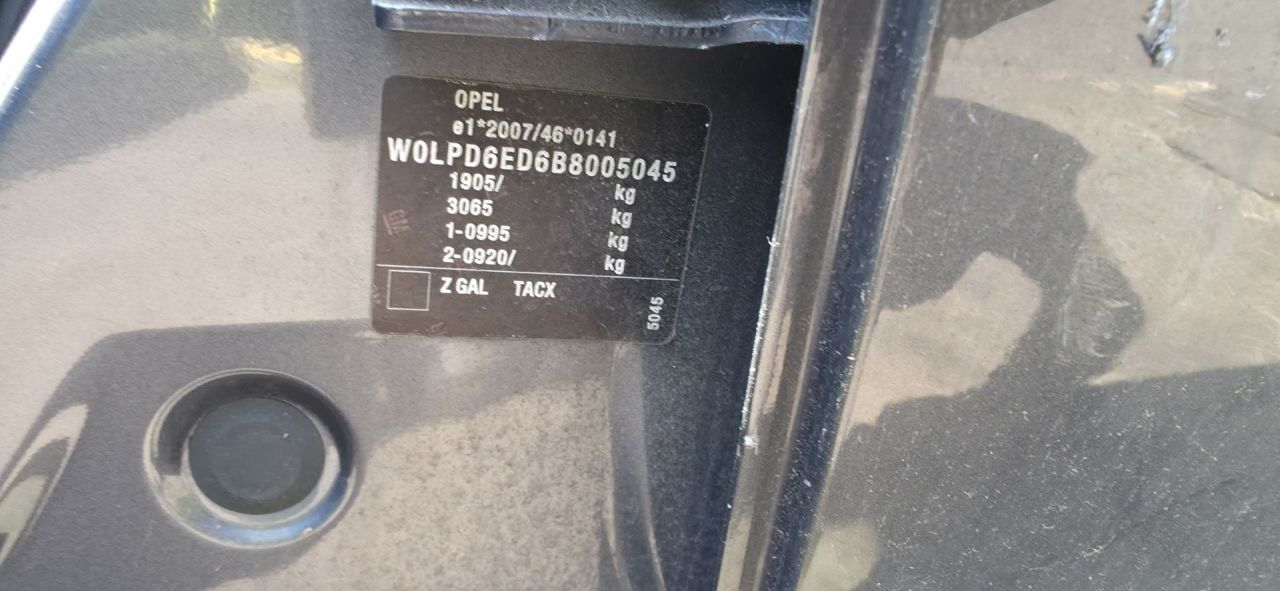 OPEL
e1*2007/46*0141
W0LPD6ED6B8005045
1905/ kg
3065 kg
1-0995 kg
2-0920/ kg
Z GAL TACX
5045
GM